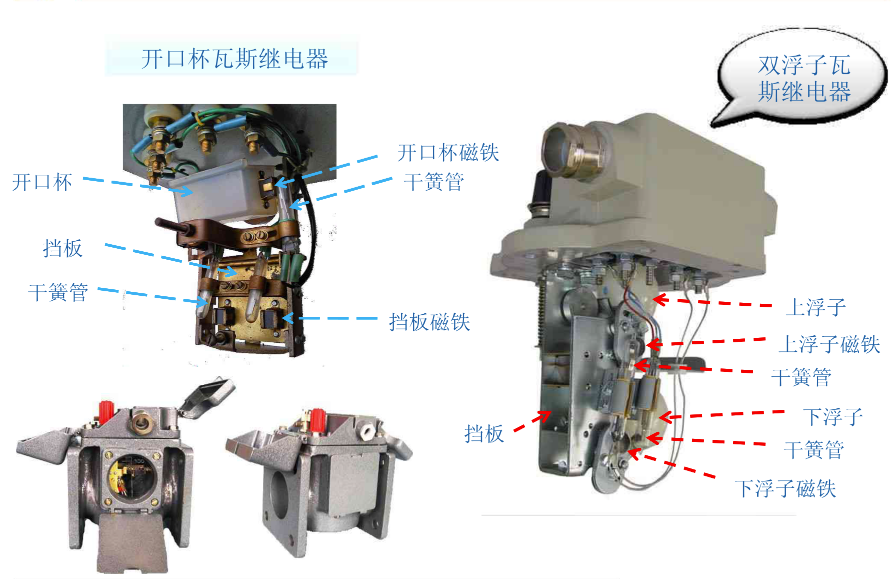 开口杯瓦斯继电器
双浮子瓦
斯继电器
开口杯磁铁
开口杯
干簧管
挡板
干簧管
挡板磁铁
上浮子
上浮子磁铁
干簧管
下浮子
挡板
干簧管
下浮子磁铁